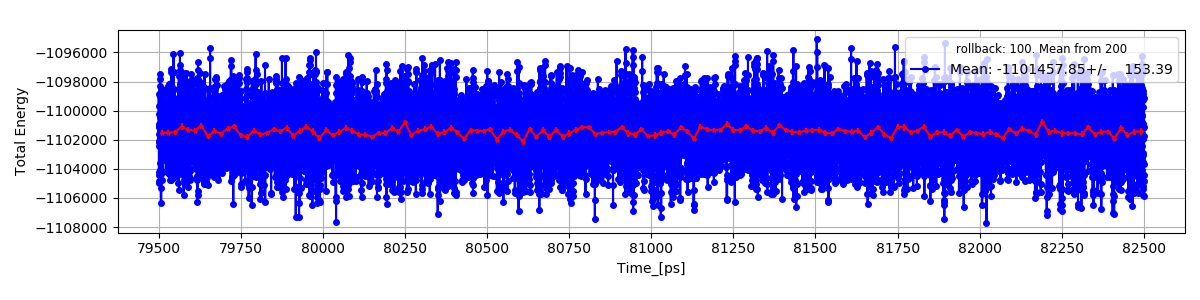 Total Energy
−1096000
−1098000
−1100000
−1102000
−1104000
−1106000
−1108000
rollback: 100. Mean from 200
Mean: -1101457.85+/- 153.39
79500 79750 80000 80250 80500 80750 81000 81250 81500 81750 82000 82250 82500
Time_[ps]